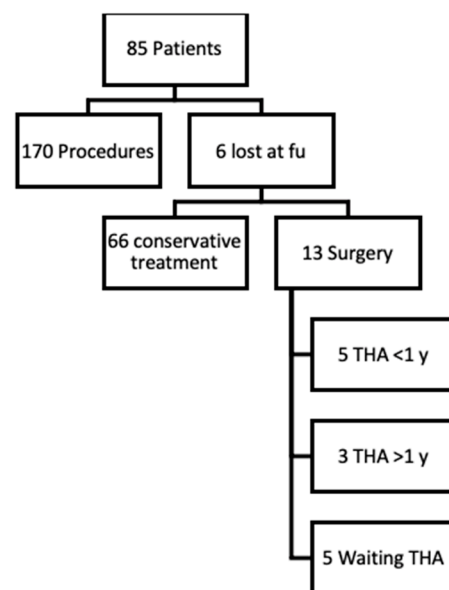 85 Patients
170 Procedures
6 lost at fu
66 conservative
treatment
13 Surgery
5 THA <1 y
3 THA >1 y
5 Waiting THA